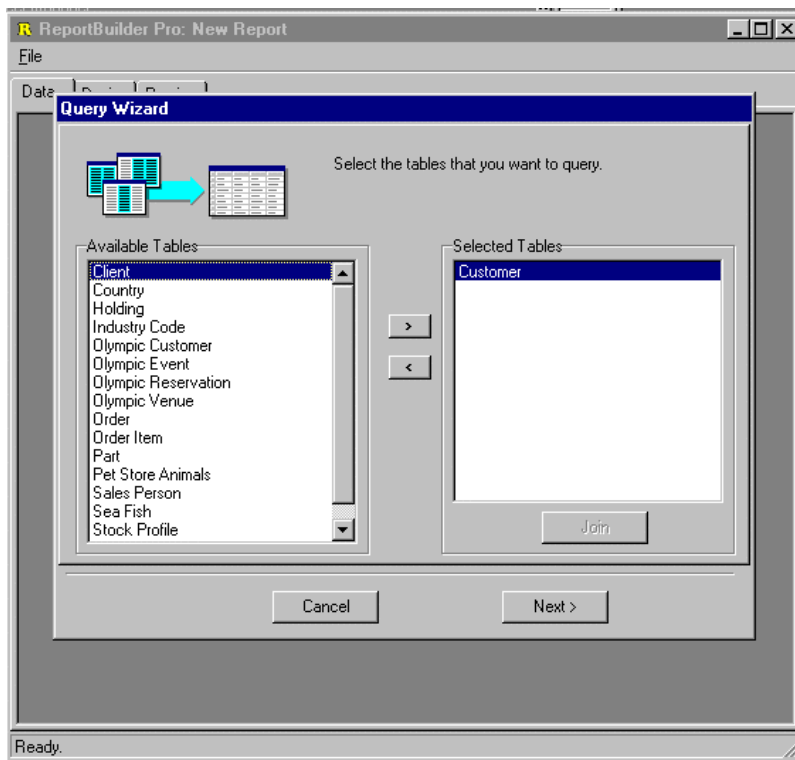 ReportBuilder Pro: New Report
File
Data
Query Wizard
Select the tables that you want to query.
Available Tables
Client
Country
Holding
Industry Code
Olympic Customer
Olympic Event
Olympic Reservation
Olympic Venue
Order
Order Item
Part
Pet Store Animals
Sales Person
Sea Fish
Stock Profile
>
<
Selected Tables
Customer
Join
Cancel
Next >
Ready.